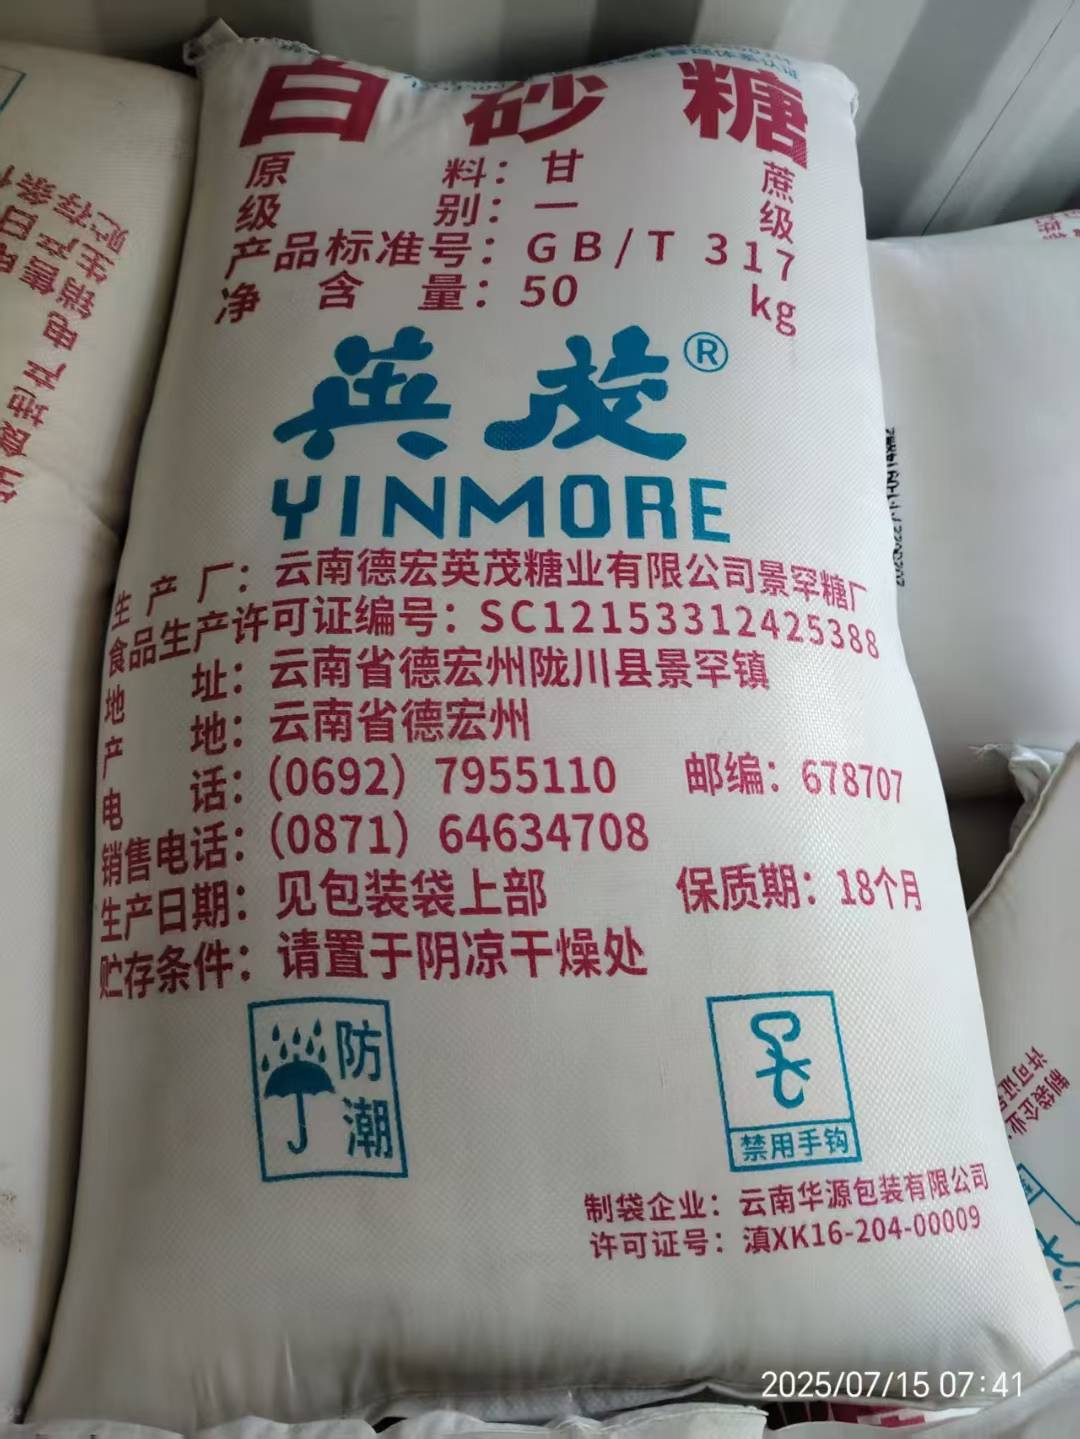 白砂糖
原料：甘蔗
级别：一级
产品标准号：GB/T 317
净含量：50 kg
英茂®
YINMORE
生产厂：云南德宏英茂糖业有限公司景罕糖厂
食品生产许可证编号：SC12153312425388
地址：云南省德宏州陇川县景罕镇
产地：云南省德宏州
电话：（0692）7955110 邮编：678707
销售电话：（0871）64634708
生产日期：见包装袋上部 保质期：18个月
贮存条件：请置于阴凉干燥处
防潮
禁用手钩
制袋企业：云南华源包装有限公司
许可证号：滇XK16-204-00009
2025/07/15 07:41